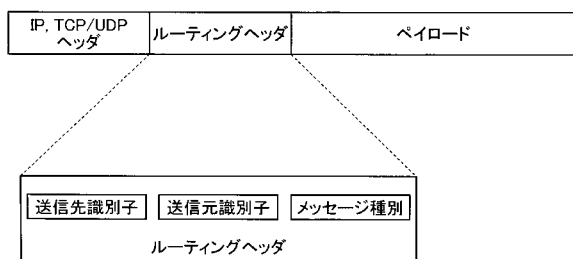 IP, TCP/UDP
ヘッダ
ルーティングヘッダ
ペイロード
送信先識別子
送信元識別子
メッセージ種別
ルーティングヘッダ